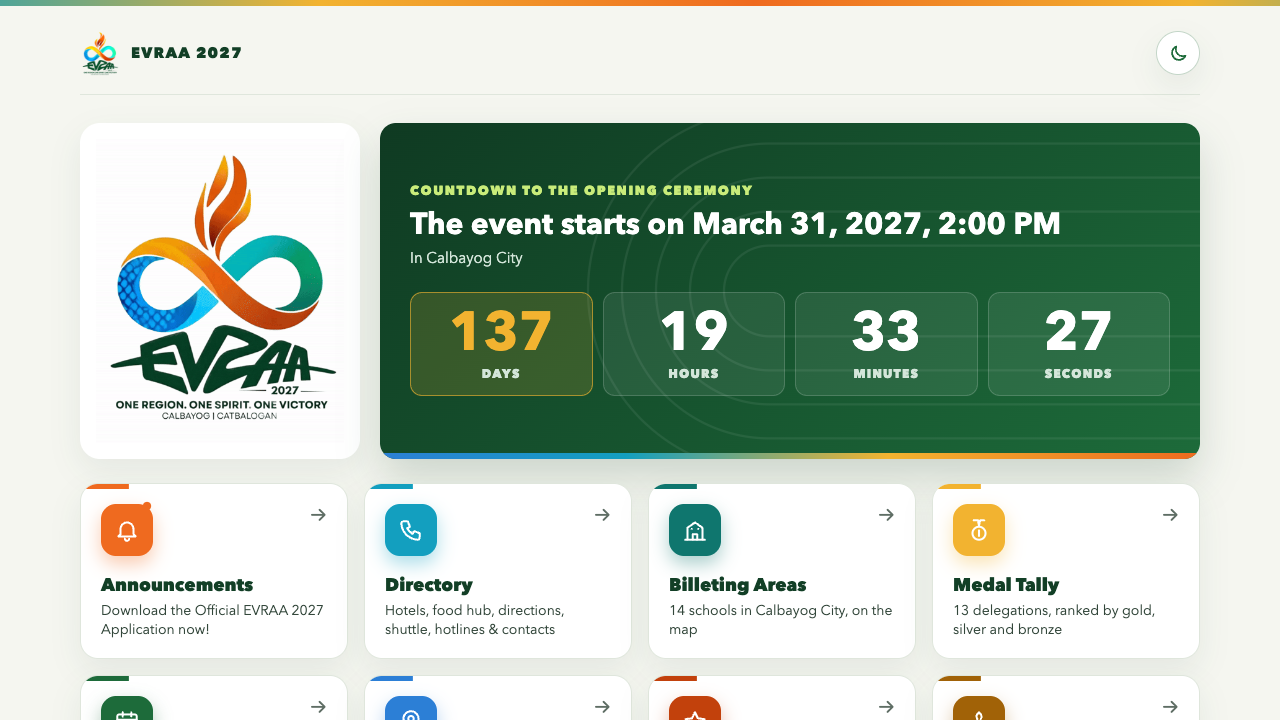 EVRAA 2027
EVRAA
2027
ONE REGION. ONE SPIRIT. ONE VICTORY
CALBAYOG | CATBALOGAN
COUNTDOWN TO THE OPENING CEREMONY
The event starts on March 31, 2027, 2:00 PM
In Calbayog City
137
DAYS
19
HOURS
33
MINUTES
27
SECONDS
Announcements
Download the Official EVRAA 2027
Application now!
Directory
Hotels, food hub, directions,
shuttle, hotlines & contacts
Billeting Areas
14 schools in Calbayog City, on the
map
Medal Tally
13 delegations, ranked by gold,
silver and bronze